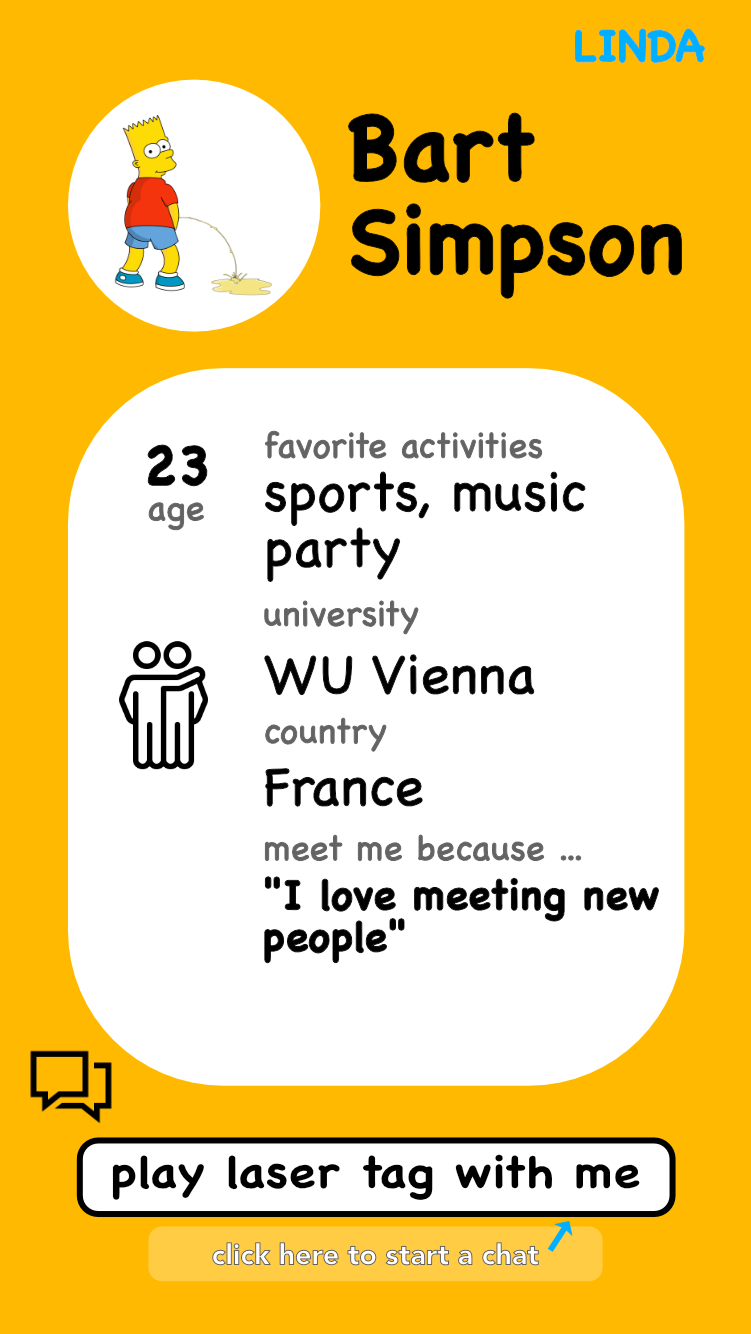 LINDA
Bart
Simpson
23
age
favorite activities
sports, music
party
university
WU Vienna
country
France
meet me because ...
"I love meeting new
people"
play laser tag with me
click here to start a chat